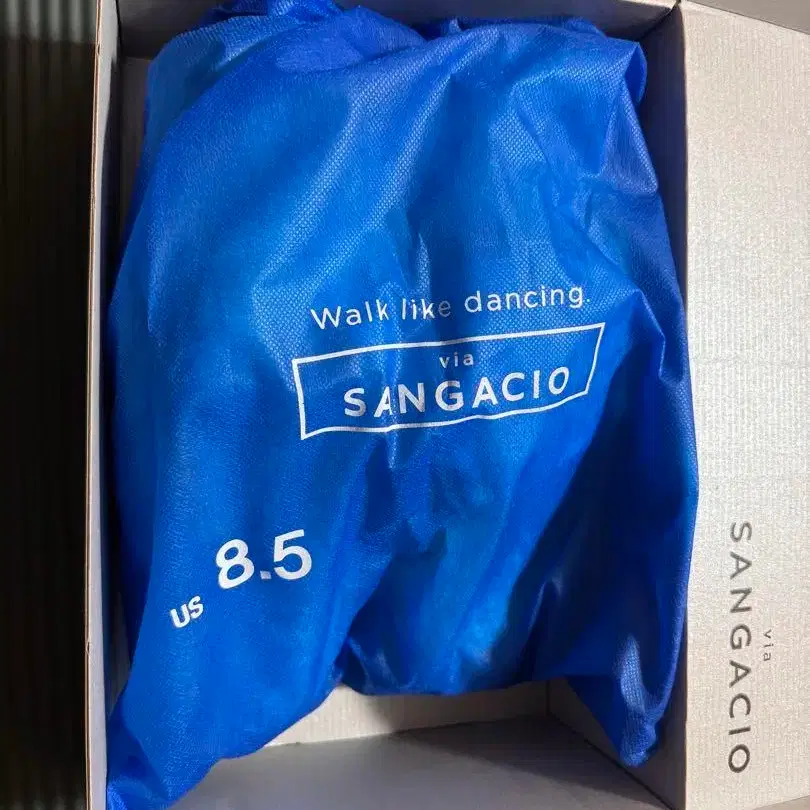 Walk like dancing.
via
SANGACIO
US 8.5
via
SANGACIO